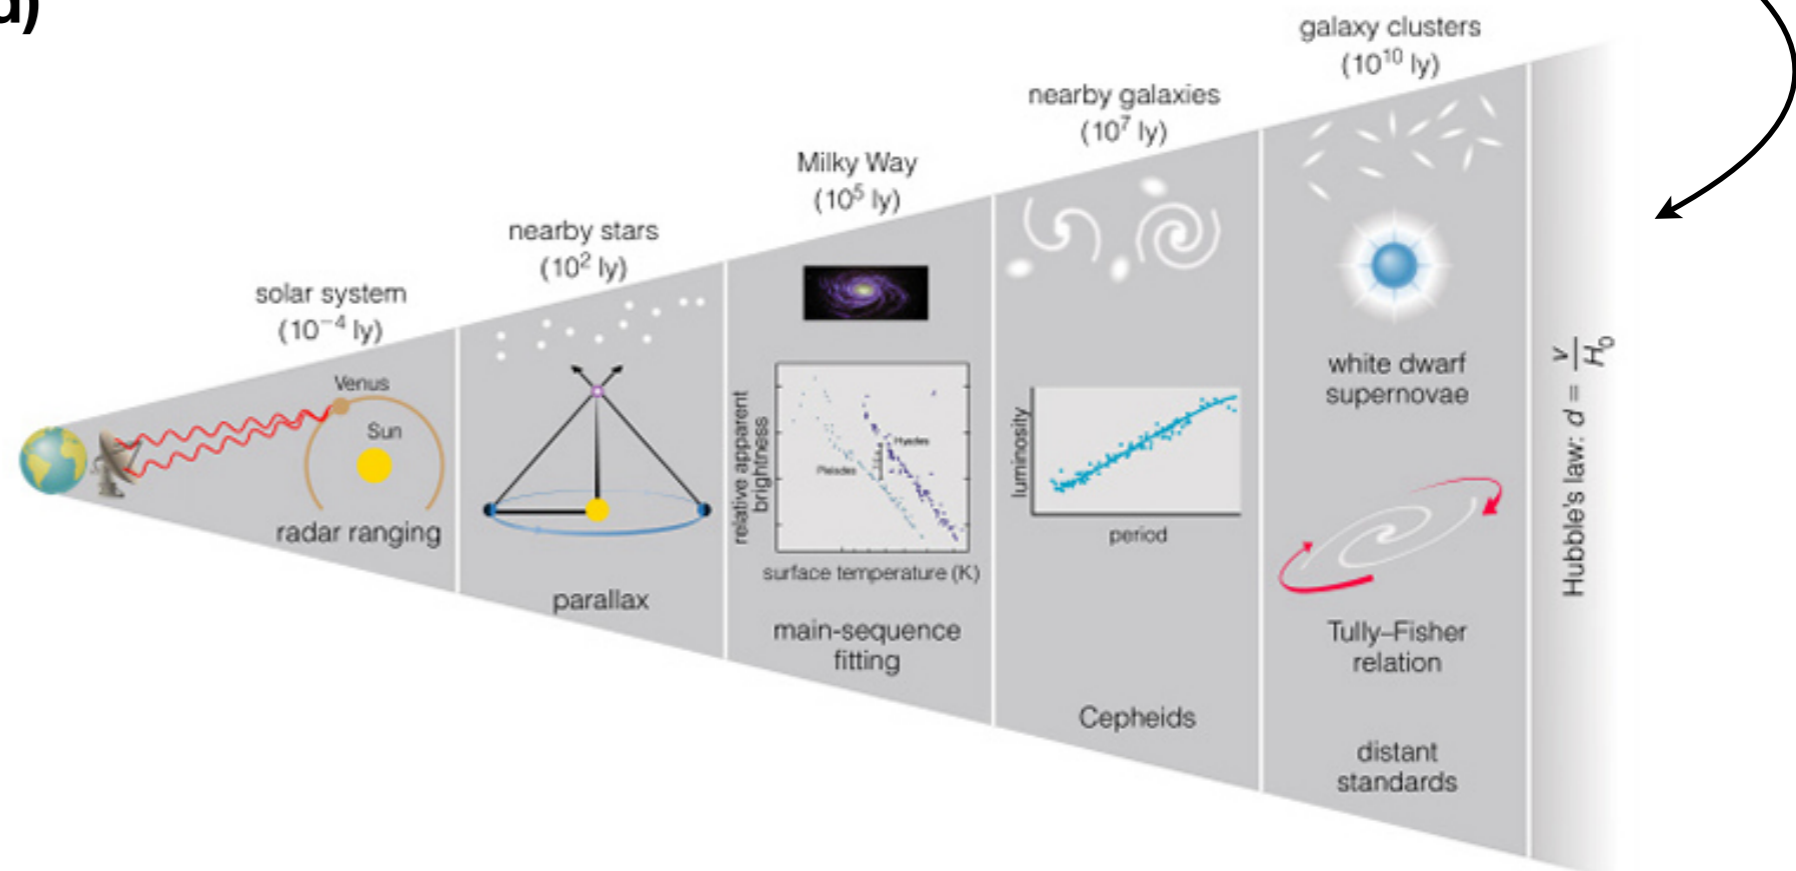 d)
solar system
(10⁻⁴ ly)
Venus
Sun
radar ranging
nearby stars
(10² ly)
parallax
Milky Way
(10⁵ ly)
relative apparent
brightness
Hyades
Pleiades
surface temperature (K)
main-sequence
fitting
nearby galaxies
(10⁷ ly)
luminosity
period
Cepheids
galaxy clusters
(10¹⁰ ly)
white dwarf
supernovae
Tully–Fisher
relation
distant
standards
Hubble's law: d = v/H₀